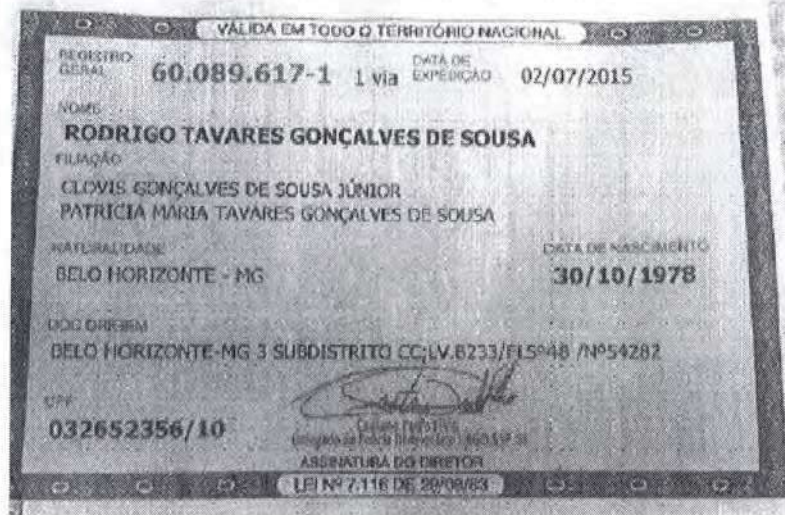 VÁLIDA EM TODO O TERRITÓRIO NACIONAL
REGISTRO GERAL 60.089.617-1 1 via DATA DE EXPEDIÇÃO 02/07/2015
NOME
RODRIGO TAVARES GONÇALVES DE SOUSA
FILIAÇÃO
CLOVIS GONÇALVES DE SOUSA JÚNIOR
PATRICIA MARIA TAVARES GONÇALVES DE SOUSA
NATURALIDADE DATA DE NASCIMENTO
BELO HORIZONTE - MG 30/10/1978
DOC ORIGEM
BELO HORIZONTE-MG 3 SUBDISTRITO CC:LV.B233/FLSº48 /Nº54282
CPF
032652356/10
ASSINATURA DO DIRETOR
LEI Nº 7.116 DE 29/08/83